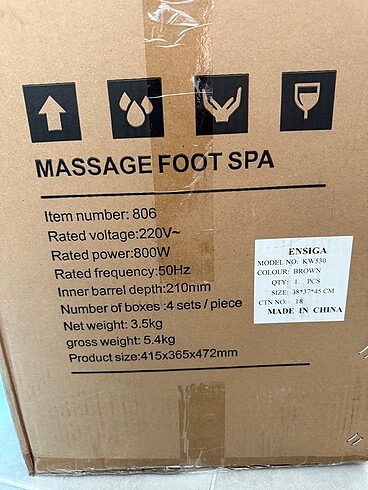 MASSAGE FOOT SPA
Item number: 806
Rated voltage:220V~
Rated power:800W
Rated frequency:50Hz
Inner barrel depth:210mm
Number of boxes :4 sets / piece
Net weight: 3.5kg
gross weight: 5.4kg
Product size:415x365x472mm
ENSIGA
MODEL NO: KW530
COLOUR: BROWN
QTY: 1 PCS
SIZE: 38*37*45 CM
CTN NO: 18
MADE IN CHINA